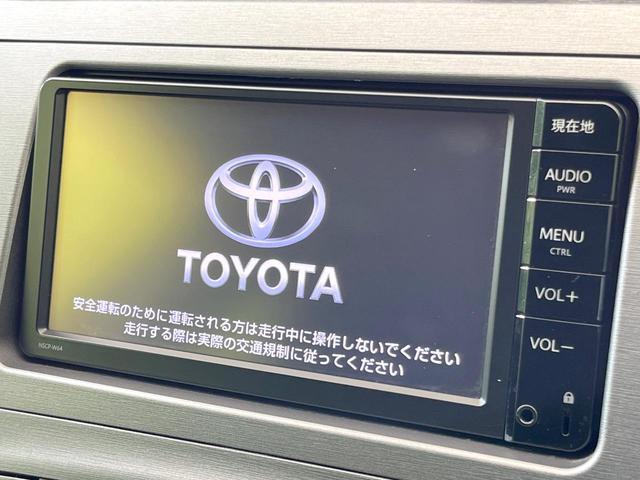 TOYOTA
安全運転のために運転される方は走行中に操作しないでください
走行する際は実際の交通規制に従ってください
NSCP-W64
現在地
AUDIO
PWR
MENU
CTRL
VOL+
VOL−